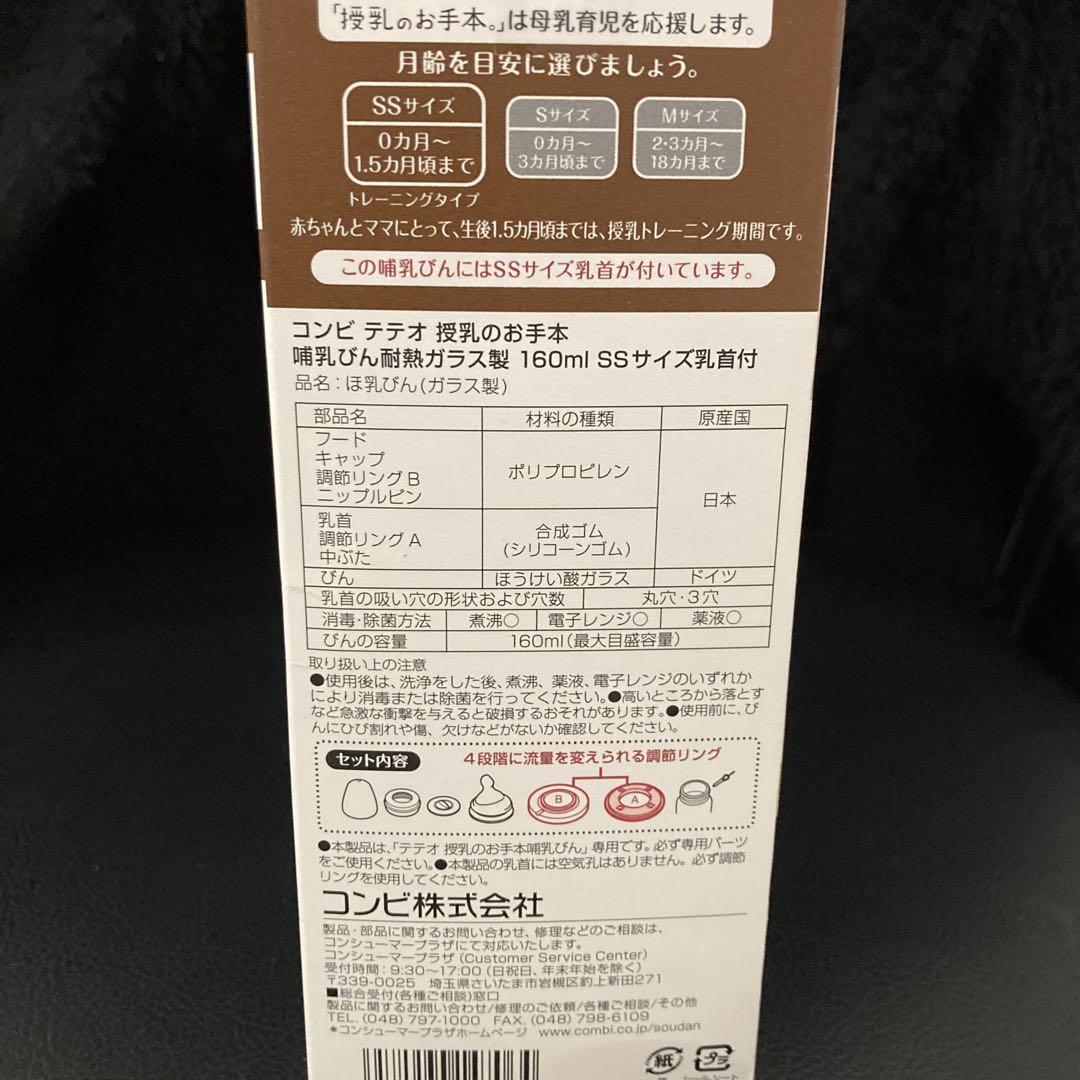 「授乳のお手本。」は母乳育児を応援します。
月齢を目安に選びましょう。
SSサイズ
0カ月～
1.5カ月頃まで
トレーニングタイプ
Sサイズ
0カ月～
3カ月頃まで
Mサイズ
2・3カ月～
18カ月まで
赤ちゃんとママにとって、生後1.5カ月頃までは、授乳トレーニング期間です。
この哺乳びんにはSSサイズ乳首が付いています。
コンビ テテオ 授乳のお手本
哺乳びん耐熱ガラス製 160ml SSサイズ乳首付
品名：ほ乳びん(ガラス製)
部品名 材料の種類 原産国
フード
キャップ
調節リングB
ニップルピン
ポリプロピレン
日本
乳首
調節リングA
中ぶた
合成ゴム
(シリコーンゴム)
びん ほうけい酸ガラス ドイツ
乳首の吸い穴の形状および穴数 丸穴・3穴
消毒・除菌方法 煮沸○ 電子レンジ○ 薬液○
びんの容量 160ml(最大目盛容量)
取り扱い上の注意
●使用後は、洗浄をした後、煮沸、薬液、電子レンジのいずれか
により消毒または除菌を行ってください。●高いところから落とす
など急激な衝撃を与えると破損するおそれがあります。●使用前に、び
んにひび割れや傷、欠けなどがないか確認してください。
セット内容
4段階に流量を変えられる調節リング
B A
●本製品は、「テテオ 授乳のお手本哺乳びん」専用です。必ず専用パーツ
をご使用ください。●本製品の乳首には空気孔はありません。必ず調節
リングを使用してください。
コンビ株式会社
製品・部品に関するお問い合わせ、修理などのご相談は、
コンシューマープラザにて対応いたします。
コンシューマープラザ (Customer Service Center)
受付時間：9:30～17:00 (日祝日、年末年始を除く)
〒339-0025 埼玉県さいたま市岩槻区釣上新田271
■総合受付(各種ご相談)窓口
製品に関するお問い合わせ/修理のご依頼/各種ご相談/その他
TEL. (048) 797-1000 FAX. (048) 798-6109
*コンシューマープラザホームページ www.combi.co.jp/soudan
紙
プラ